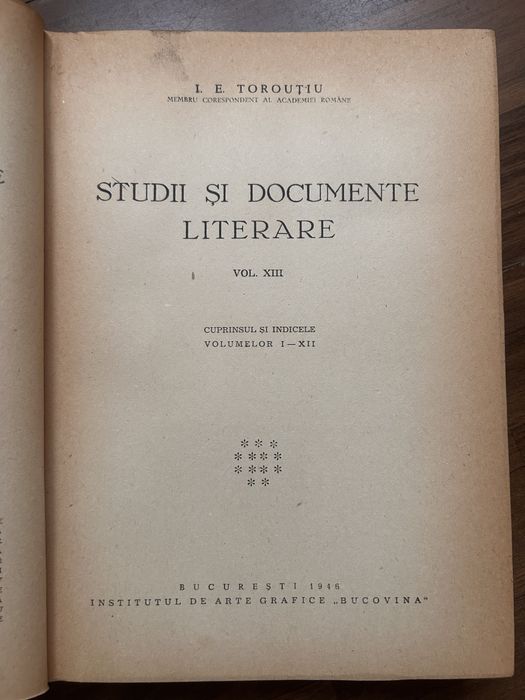 I. E. TOROUȚIU
MEMBRU CORESPONDENT AL ACADEMIEI ROMÂNE
STUDII ȘI DOCUMENTE
LITERARE
VOL. XIII
CUPRINSUL ȘI INDICELE
VOLUMELOR I—XII
BUCUREȘTI 1946
INSTITUTUL DE ARTE GRAFICE „BUCOVINA"